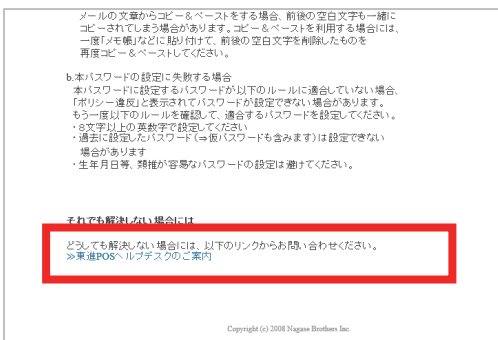 メールの文章からコピー＆ペーストをする場合、前後の空白文字も一緒に
コピーされてしまう場合があります。コピー＆ペーストを利用する場合には、
一度「メモ帳」などに貼り付けて、前後の空白文字を削除したものを
再度コピー＆ペーストしてください。
b.本パスワードの設定に失敗する場合
本パスワードに設定するパスワードが以下のルールに適合していない場合、
「ポリシー違反」と表示されてパスワードが設定できない場合があります。
もう一度以下のルールを確認して、適合するパスワードを設定してください。
・8文字以上の英数字で設定してください
・過去に設定したパスワード（⇒仮パスワードも含みます）は設定できない
場合があります
・生年月日等、類推が容易なパスワードの設定は避けてください。
それでも解決しない場合には
どうしても解決しない場合には、以下のリンクからお問い合わせください。
≫東進POSヘルプデスクのご案内
Copyright (c) 2008 Nagase Brothers Inc.